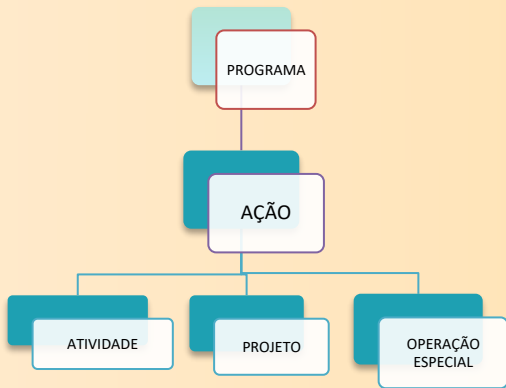 PROGRAMA
AÇÃO
ATIVIDADE
PROJETO
OPERAÇÃO
ESPECIAL